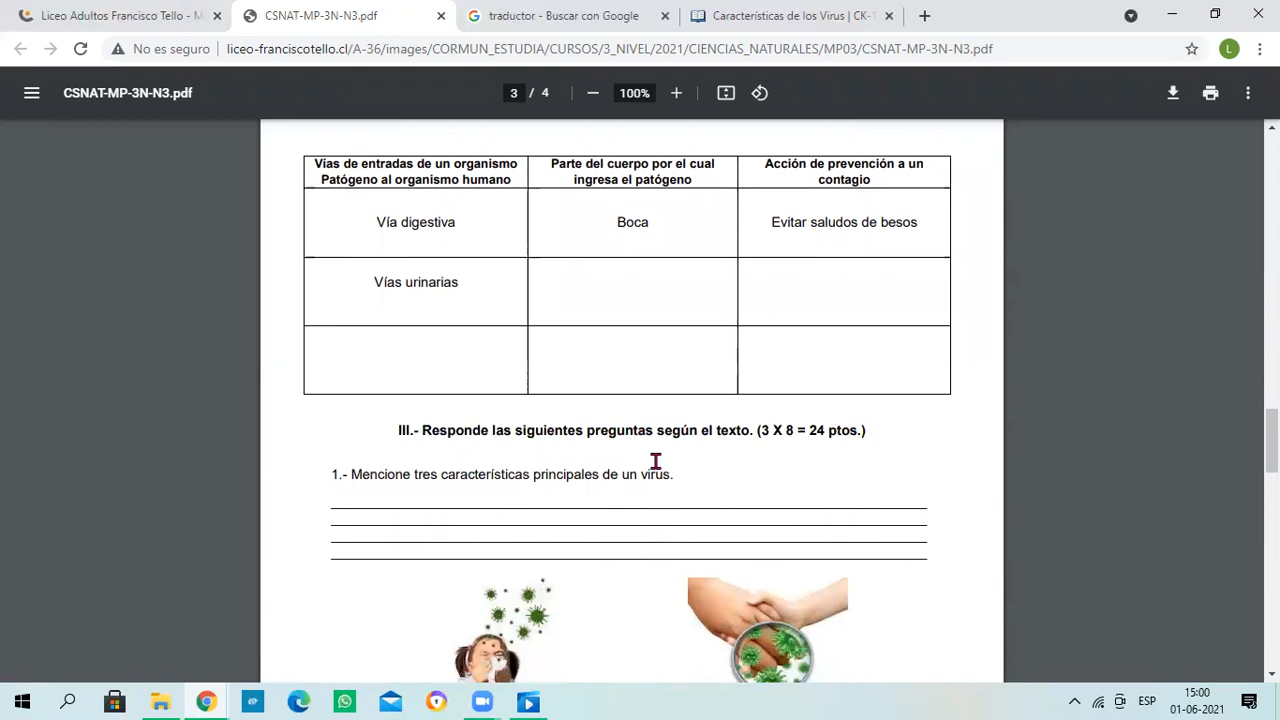 Liceo Adultos Francisco Tello - M
CSNAT-MP-3N-N3.pdf
traductor - Buscar con Google
Características de los Virus | CK-1
No es seguro
liceo-franciscotello.cl/A-36/images/CORMUN_ESTUDIA/CURSOS/3_NIVEL/2021/CIENCIAS_NATURALES/MP03/CSNAT-MP-3N-N3.pdf
L
CSNAT-MP-3N-N3.pdf
3 / 4
100%
Vías de entradas de un organismo
Patógeno al organismo humano
Parte del cuerpo por el cual
ingresa el patógeno
Acción de prevención a un
contagio
Vía digestiva
Boca
Evitar saludos de besos
Vías urinarias
III.- Responde las siguientes preguntas según el texto. (3 X 8 = 24 ptos.)
1.- Mencione tres características principales de un virus.
ESP
15:00
01-06-2021